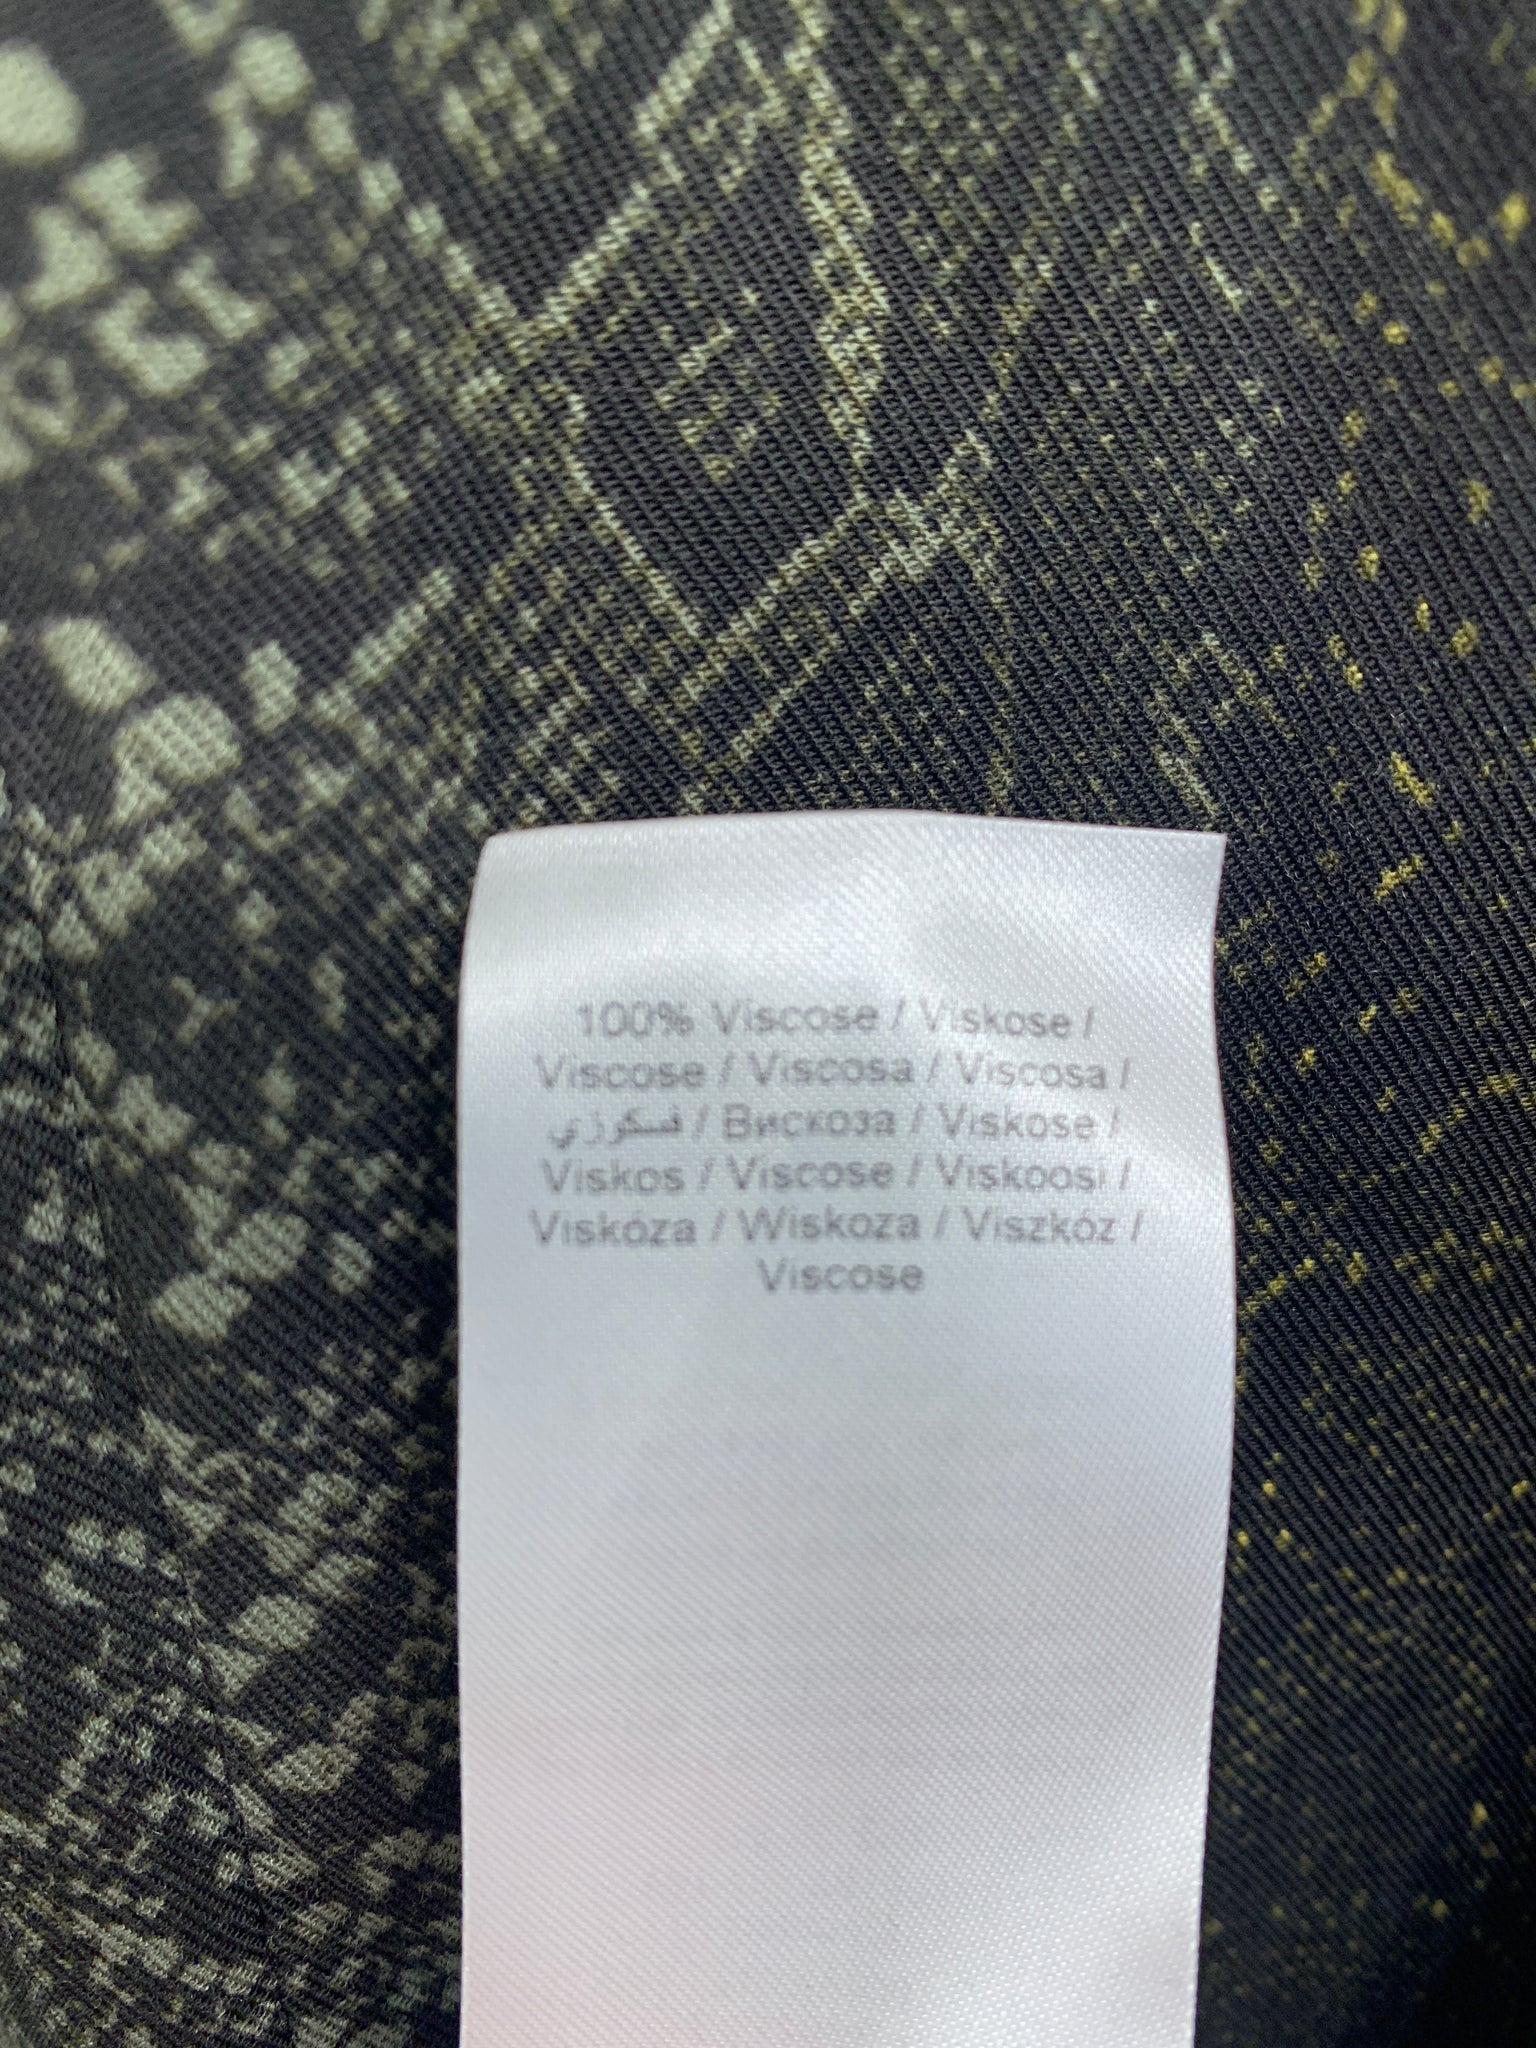 100% Viscose / Viskose /
Viscose / Viscosa / Viscosa /
فسكوزي / Вискоза / Viskose /
Viskos / Viscose / Viskoosi /
Viskóza / Wiskoza / Viszkóz /
Viscose